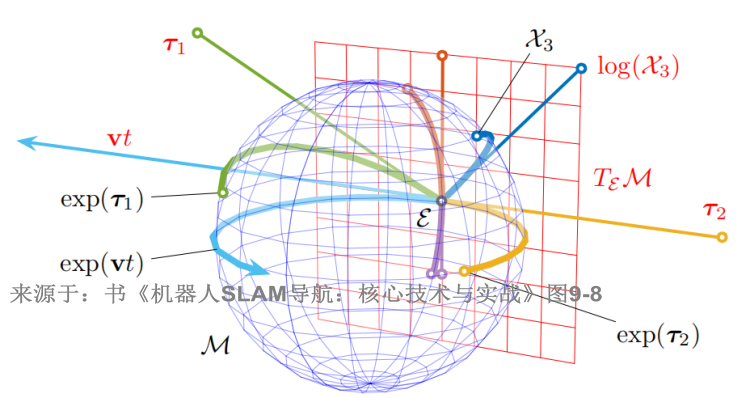 𝒳₃
τ₁
log(𝒳₃)
vt
T_ℰℳ
exp(τ₁)
τ₂
ℰ
exp(vt)
来源于：书《机器人SLAM导航：核心技术与实战》图9-8
exp(τ₂)
ℳ